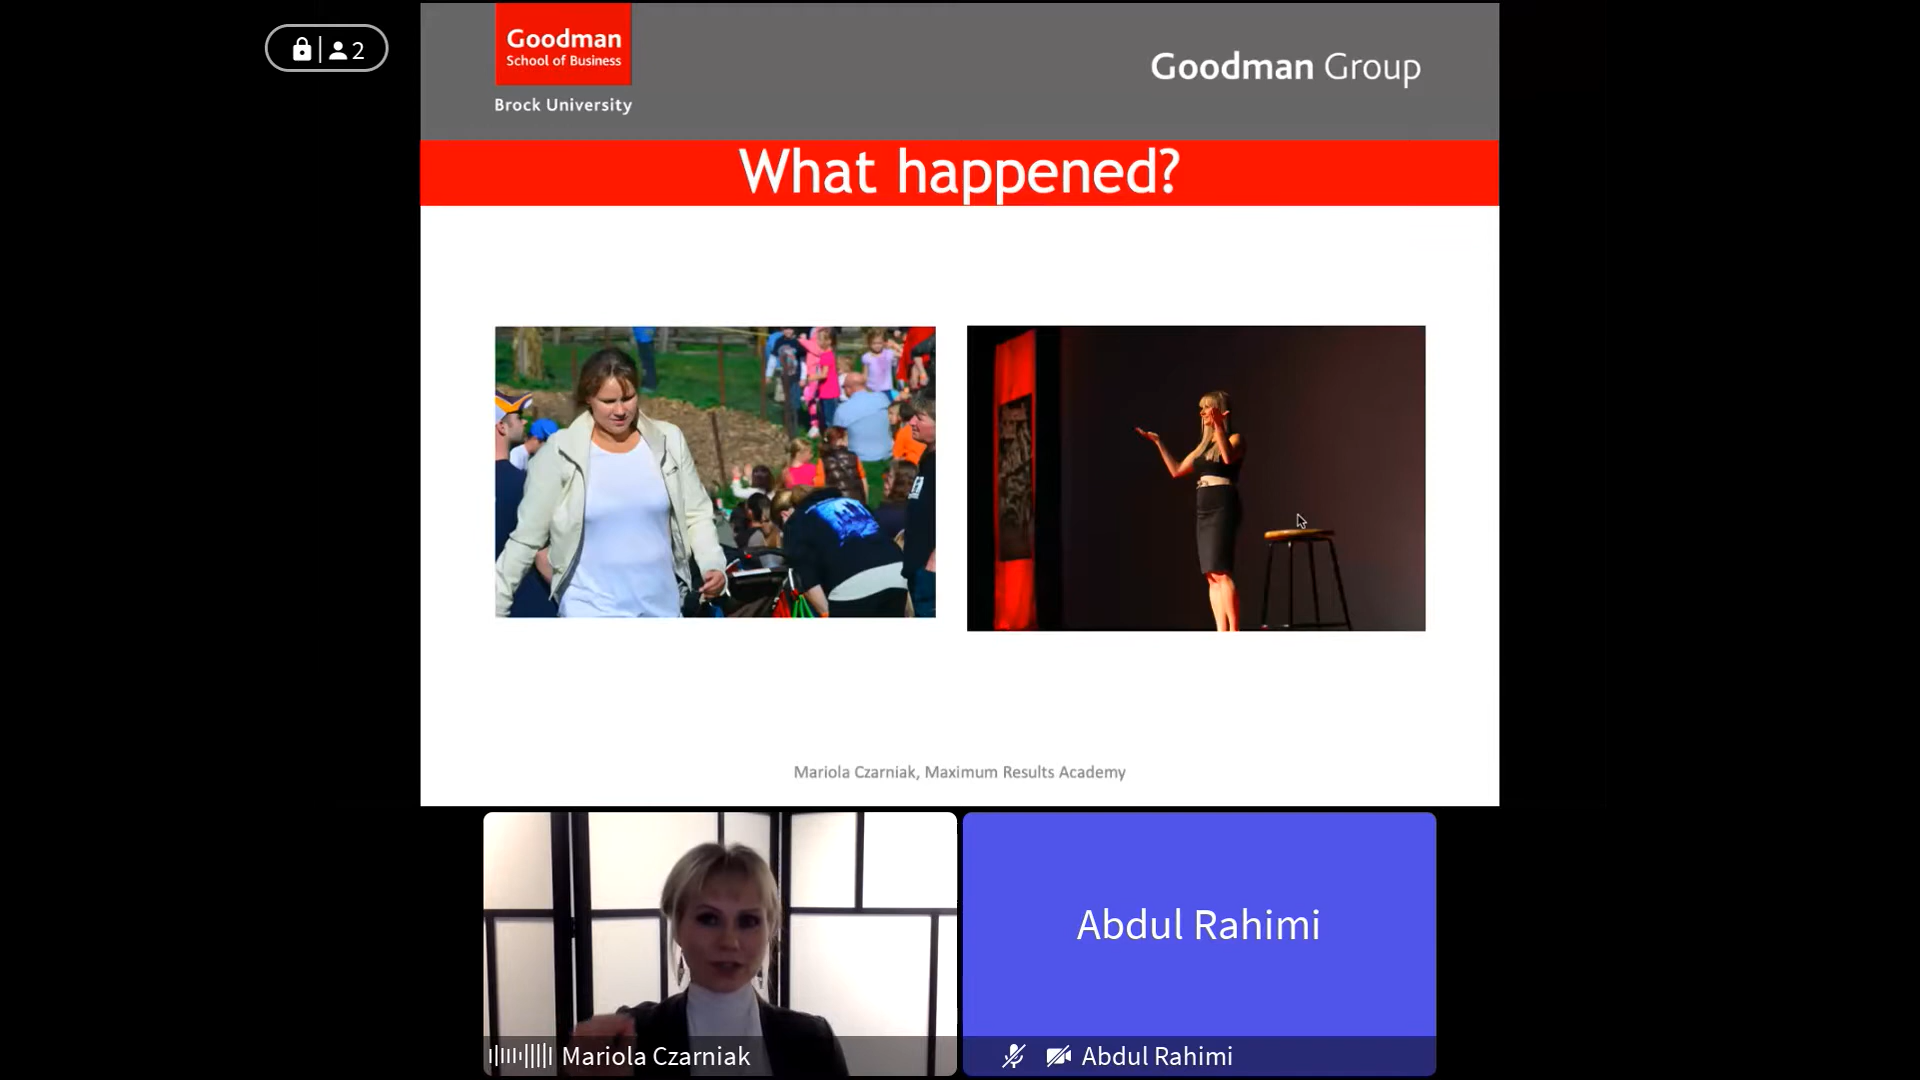 2
Goodman
School of Business
Brock University
Goodman Group
What happened?
Mariola Czarniak, Maximum Results Academy
Mariola Czarniak
Abdul Rahimi
Abdul Rahimi